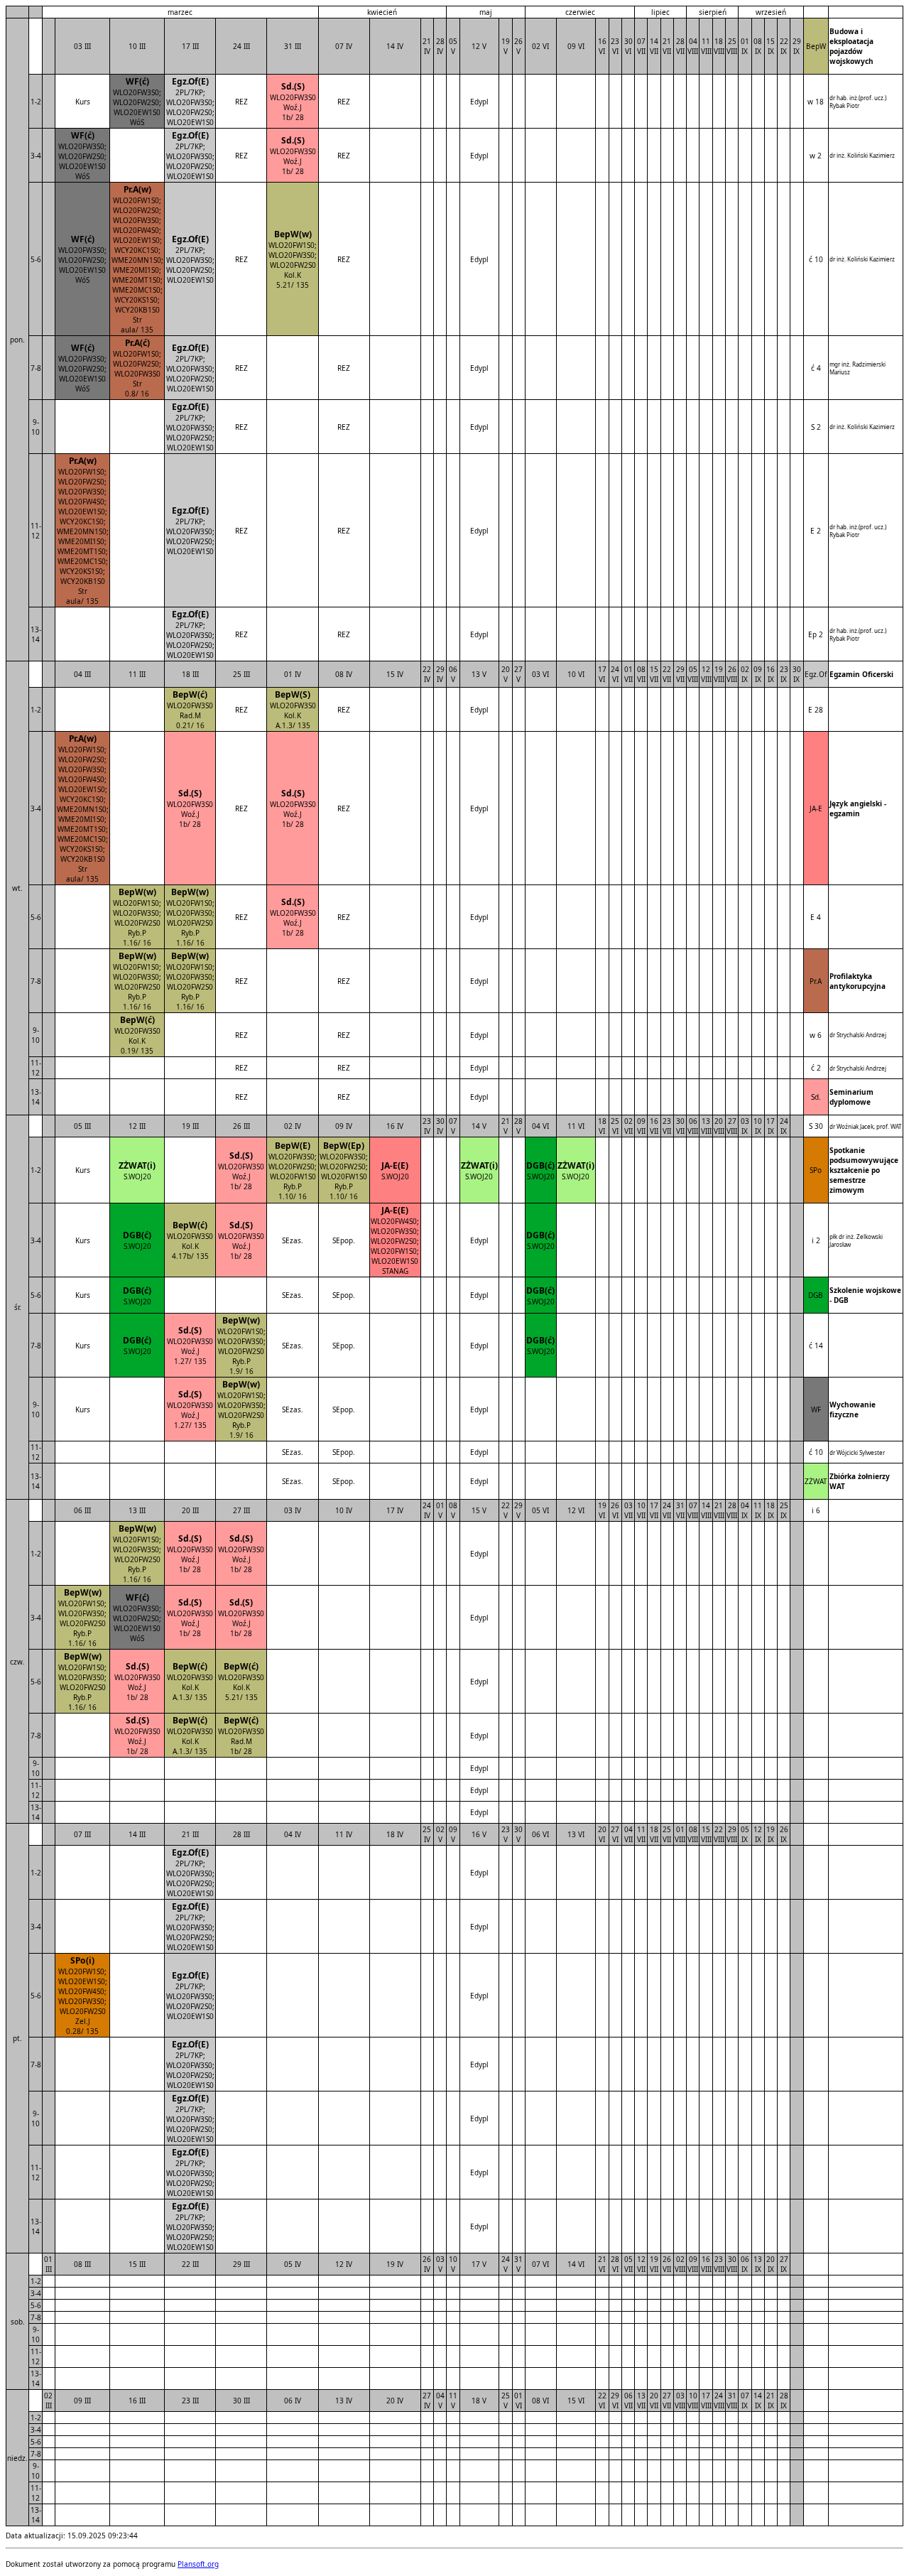 marzec kwiecień maj czerwiec lipiec sierpień wrzesień
pon.
03 III 10 III 17 III 24 III 31 III 07 IV 14 IV 21 IV 28 IV 05 V 12 V 19 V 26 V 02 VI 09 VI 16 VI 23 VI 30 VI 07 VII 14 VII 21 VII 28 VII 04 VIII 11 VIII 18 VIII 25 VIII 01 IX 08 IX 15 IX 22 IX 29 IX
BepW Budowa i eksploatacja pojazdów wojskowych
1-2 Kurs
WF(ć) WLO20FW3S0; WLO20FW2S0; WLO20EW1S0 WóS
Egz.Of(E) 2PL/7KP; WLO20FW3S0; WLO20FW2S0; WLO20EW1S0
REZ
Sd.(S) WLO20FW3S0 Woź.J 1b/ 28
REZ Edypl
w 18 dr hab. inż.(prof. ucz.) Rybak Piotr
3-4
WF(ć) WLO20FW3S0; WLO20FW2S0; WLO20EW1S0 WóS
Egz.Of(E) 2PL/7KP; WLO20FW3S0; WLO20FW2S0; WLO20EW1S0
REZ
Sd.(S) WLO20FW3S0 Woź.J 1b/ 28
REZ Edypl
w 2 dr inż. Koliński Kazimierz
5-6
WF(ć) WLO20FW3S0; WLO20FW2S0; WLO20EW1S0 WóS
Pr.A(w) WLO20FW1S0; WLO20FW2S0; WLO20FW3S0; WLO20FW4S0; WLO20EW1S0; WCY20KC1S0; WME20MN1S0; WME20MI1S0; WME20MT1S0; WME20MC1S0; WCY20KS1S0; WCY20KB1S0 Str aula/ 135
Egz.Of(E) 2PL/7KP; WLO20FW3S0; WLO20FW2S0; WLO20EW1S0
REZ
BepW(w) WLO20FW1S0; WLO20FW3S0; WLO20FW2S0 Kol.K 5.21/ 135
REZ Edypl
ć 10 dr inż. Koliński Kazimierz
7-8
WF(ć) WLO20FW3S0; WLO20FW2S0; WLO20EW1S0 WóS
Pr.A(ć) WLO20FW1S0; WLO20FW2S0; WLO20FW3S0 Str 0.8/ 16
Egz.Of(E) 2PL/7KP; WLO20FW3S0; WLO20FW2S0; WLO20EW1S0
REZ REZ Edypl
ć 4 mgr inż. Radzimierski Mariusz
9-10
Egz.Of(E) 2PL/7KP; WLO20FW3S0; WLO20FW2S0; WLO20EW1S0
REZ REZ Edypl
S 2 dr inż. Koliński Kazimierz
11-12
Pr.A(w) WLO20FW1S0; WLO20FW2S0; WLO20FW3S0; WLO20FW4S0; WLO20EW1S0; WCY20KC1S0; WME20MN1S0; WME20MI1S0; WME20MT1S0; WME20MC1S0; WCY20KS1S0; WCY20KB1S0 Str aula/ 135
Egz.Of(E) 2PL/7KP; WLO20FW3S0; WLO20FW2S0; WLO20EW1S0
REZ REZ Edypl
E 2 dr hab. inż.(prof. ucz.) Rybak Piotr
13-14
Egz.Of(E) 2PL/7KP; WLO20FW3S0; WLO20FW2S0; WLO20EW1S0
REZ REZ Edypl
Ep 2 dr hab. inż.(prof. ucz.) Rybak Piotr
wt.
04 III 11 III 18 III 25 III 01 IV 08 IV 15 IV 22 IV 29 IV 06 V 13 V 20 V 27 V 03 VI 10 VI 17 VI 24 VI 01 VII 08 VII 15 VII 22 VII 29 VII 05 VIII 12 VIII 19 VIII 26 VIII 02 IX 09 IX 16 IX 23 IX 30 IX
Egz.Of Egzamin Oficerski
1-2
BepW(ć) WLO20FW3S0 Rad.M 0.21/ 16
REZ
BepW(S) WLO20FW3S0 Kol.K A.1.3/ 135
REZ Edypl
E 28
3-4
Pr.A(w) WLO20FW1S0; WLO20FW2S0; WLO20FW3S0; WLO20FW4S0; WLO20EW1S0; WCY20KC1S0; WME20MN1S0; WME20MI1S0; WME20MT1S0; WME20MC1S0; WCY20KS1S0; WCY20KB1S0 Str aula/ 135
Sd.(S) WLO20FW3S0 Woź.J 1b/ 28
REZ
Sd.(S) WLO20FW3S0 Woź.J 1b/ 28
REZ Edypl
JA-E Język angielski - egzamin
5-6
BepW(w) WLO20FW1S0; WLO20FW3S0; WLO20FW2S0 Ryb.P 1.16/ 16
BepW(w) WLO20FW1S0; WLO20FW3S0; WLO20FW2S0 Ryb.P 1.16/ 16
REZ
Sd.(S) WLO20FW3S0 Woź.J 1b/ 28
REZ Edypl
E 4
7-8
BepW(w) WLO20FW1S0; WLO20FW3S0; WLO20FW2S0 Ryb.P 1.16/ 16
BepW(w) WLO20FW1S0; WLO20FW3S0; WLO20FW2S0 Ryb.P 1.16/ 16
REZ REZ Edypl
Pr.A Profilaktyka antykorupcyjna
9-10
BepW(ć) WLO20FW3S0 Kol.K 0.19/ 135
REZ REZ Edypl
w 6 dr Strychalski Andrzej
11-12 REZ REZ Edypl
ć 2 dr Strychalski Andrzej
13-14 REZ REZ Edypl
Sd. Seminarium dyplomowe
śr.
05 III 12 III 19 III 26 III 02 IV 09 IV 16 IV 23 IV 30 IV 07 V 14 V 21 V 28 V 04 VI 11 VI 18 VI 25 VI 02 VII 09 VII 16 VII 23 VII 30 VII 06 VIII 13 VIII 20 VIII 27 VIII 03 IX 10 IX 17 IX 24 IX
S 30 dr Woźniak Jacek, prof. WAT
1-2 Kurs
ZŻWAT(i) S.WOJ20
Sd.(S) WLO20FW3S0 Woź.J 1b/ 28
BepW(E) WLO20FW3S0; WLO20FW2S0; WLO20FW1S0 Ryb.P 1.10/ 16
BepW(Ep) WLO20FW3S0; WLO20FW2S0; WLO20FW1S0 Ryb.P 1.10/ 16
JA-E(E) S.WOJ20
ZŻWAT(i) S.WOJ20
DGB(ć) S.WOJ20
ZŻWAT(i) S.WOJ20
SPo Spotkanie podsumowywujące kształcenie po semestrze zimowym
3-4 Kurs
DGB(ć) S.WOJ20
BepW(ć) WLO20FW3S0 Kol.K 4.17b/ 135
Sd.(S) WLO20FW3S0 Woź.J 1b/ 28
SEzas. SEpop.
JA-E(E) WLO20FW4S0; WLO20FW3S0; WLO20FW2S0; WLO20FW1S0; WLO20EW1S0 STANAG
Edypl
DGB(ć) S.WOJ20
i 2 płk dr inż. Zelkowski Jarosław
5-6 Kurs
DGB(ć) S.WOJ20
SEzas. SEpop. Edypl
DGB(ć) S.WOJ20
DGB Szkolenie wojskowe - DGB
7-8 Kurs
DGB(ć) S.WOJ20
Sd.(S) WLO20FW3S0 Woź.J 1.27/ 135
BepW(w) WLO20FW1S0; WLO20FW3S0; WLO20FW2S0 Ryb.P 1.9/ 16
SEzas. SEpop. Edypl
DGB(ć) S.WOJ20
ć 14
9-10 Kurs
Sd.(S) WLO20FW3S0 Woź.J 1.27/ 135
BepW(w) WLO20FW1S0; WLO20FW3S0; WLO20FW2S0 Ryb.P 1.9/ 16
SEzas. SEpop. Edypl
WF Wychowanie fizyczne
11-12 SEzas. SEpop. Edypl
ć 10 dr Wójcicki Sylwester
13-14 SEzas. SEpop. Edypl
ZŻWAT Zbiórka żołnierzy WAT
czw.
06 III 13 III 20 III 27 III 03 IV 10 IV 17 IV 24 IV 01 V 08 V 15 V 22 V 29 V 05 VI 12 VI 19 VI 26 VI 03 VII 10 VII 17 VII 24 VII 31 VII 07 VIII 14 VIII 21 VIII 28 VIII 04 IX 11 IX 18 IX 25 IX
i 6
1-2
BepW(w) WLO20FW1S0; WLO20FW3S0; WLO20FW2S0 Ryb.P 1.16/ 16
Sd.(S) WLO20FW3S0 Woź.J 1b/ 28
Sd.(S) WLO20FW3S0 Woź.J 1b/ 28
Edypl
3-4
BepW(w) WLO20FW1S0; WLO20FW3S0; WLO20FW2S0 Ryb.P 1.16/ 16
WF(ć) WLO20FW3S0; WLO20FW2S0; WLO20EW1S0 WóS
Sd.(S) WLO20FW3S0 Woź.J 1b/ 28
Sd.(S) WLO20FW3S0 Woź.J 1b/ 28
Edypl
5-6
BepW(w) WLO20FW1S0; WLO20FW3S0; WLO20FW2S0 Ryb.P 1.16/ 16
Sd.(S) WLO20FW3S0 Woź.J 1b/ 28
BepW(ć) WLO20FW3S0 Kol.K A.1.3/ 135
BepW(ć) WLO20FW3S0 Kol.K 5.21/ 135
Edypl
7-8
Sd.(S) WLO20FW3S0 Woź.J 1b/ 28
BepW(ć) WLO20FW3S0 Kol.K A.1.3/ 135
BepW(ć) WLO20FW3S0 Rad.M 1b/ 28
Edypl
9-10 Edypl
11-12 Edypl
13-14 Edypl
pt.
07 III 14 III 21 III 28 III 04 IV 11 IV 18 IV 25 IV 02 V 09 V 16 V 23 V 30 V 06 VI 13 VI 20 VI 27 VI 04 VII 11 VII 18 VII 25 VII 01 VIII 08 VIII 15 VIII 22 VIII 29 VIII 05 IX 12 IX 19 IX 26 IX
1-2
Egz.Of(E) 2PL/7KP; WLO20FW3S0; WLO20FW2S0; WLO20EW1S0
Edypl
3-4
Egz.Of(E) 2PL/7KP; WLO20FW3S0; WLO20FW2S0; WLO20EW1S0
Edypl
5-6
SPo(i) WLO20FW1S0; WLO20EW1S0; WLO20FW4S0; WLO20FW3S0; WLO20FW2S0 Zel.J 0.28/ 135
Egz.Of(E) 2PL/7KP; WLO20FW3S0; WLO20FW2S0; WLO20EW1S0
Edypl
7-8
Egz.Of(E) 2PL/7KP; WLO20FW3S0; WLO20FW2S0; WLO20EW1S0
Edypl
9-10
Egz.Of(E) 2PL/7KP; WLO20FW3S0; WLO20FW2S0; WLO20EW1S0
Edypl
11-12
Egz.Of(E) 2PL/7KP; WLO20FW3S0; WLO20FW2S0; WLO20EW1S0
Edypl
13-14
Egz.Of(E) 2PL/7KP; WLO20FW3S0; WLO20FW2S0; WLO20EW1S0
Edypl
sob.
01 III 08 III 15 III 22 III 29 III 05 IV 12 IV 19 IV 26 IV 03 V 10 V 17 V 24 V 31 V 07 VI 14 VI 21 VI 28 VI 05 VII 12 VII 19 VII 26 VII 02 VIII 09 VIII 16 VIII 23 VIII 30 VIII 06 IX 13 IX 20 IX 27 IX
1-2
3-4
5-6
7-8
9-10
11-12
13-14
niedz.
02 III 09 III 16 III 23 III 30 III 06 IV 13 IV 20 IV 27 IV 04 V 11 V 18 V 25 V 01 VI 08 VI 15 VI 22 VI 29 VI 06 VII 13 VII 20 VII 27 VII 03 VIII 10 VIII 17 VIII 24 VIII 31 VIII 07 IX 14 IX 21 IX 28 IX
1-2
3-4
5-6
7-8
9-10
11-12
13-14
Data aktualizacji: 15.09.2025 09:23:44
Dokument został utworzony za pomocą programu Plansoft.org